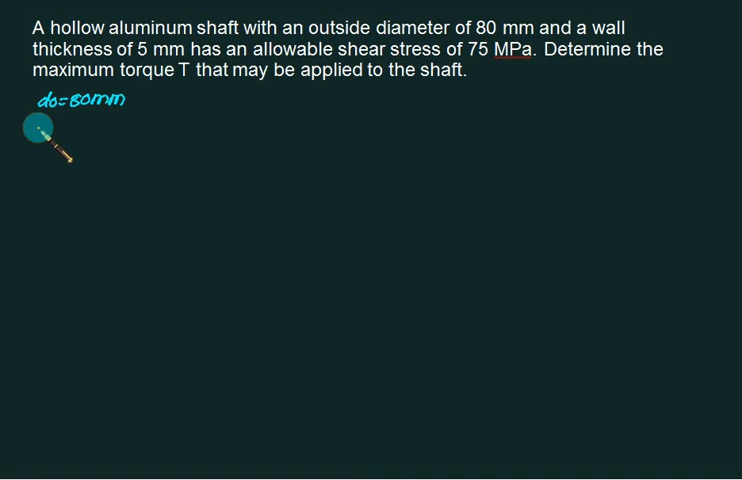 A hollow aluminum shaft with an outside diameter of 80 mm and a wall
thickness of 5 mm has an allowable shear stress of 75 MPa. Determine the
maximum torque T that may be applied to the shaft.
do=80mm